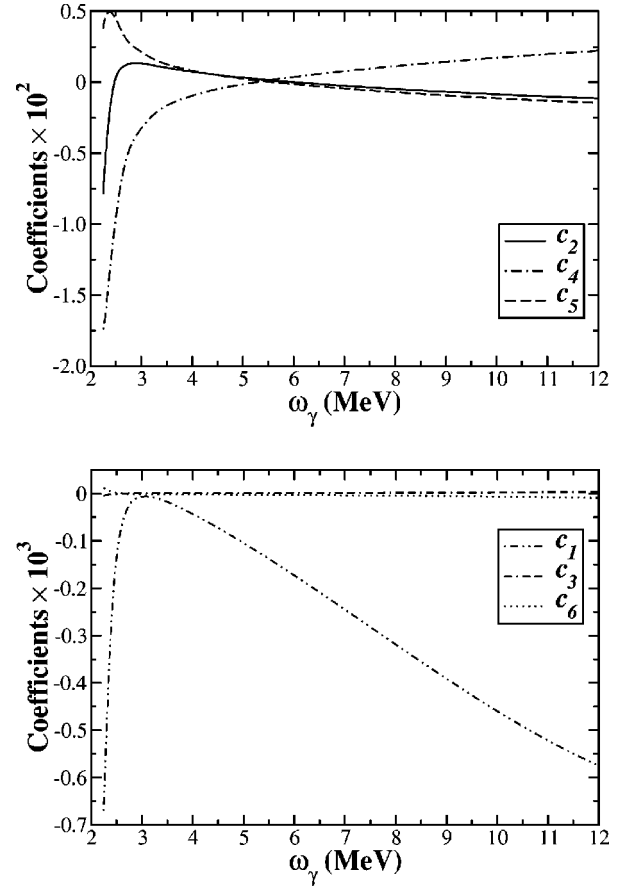 0.5
0
-0.5
-1.0
-1.5
-2.0
Coefficients × 10²
c₂
c₄
c₅
2 3 4 5 6 7 8 9 10 11 12
ω_γ (MeV)
0
-0.1
-0.2
-0.3
-0.4
-0.5
-0.6
-0.7
Coefficients × 10³
c₁
c₃
c₆
2 3 4 5 6 7 8 9 10 11 12
ω_γ (MeV)